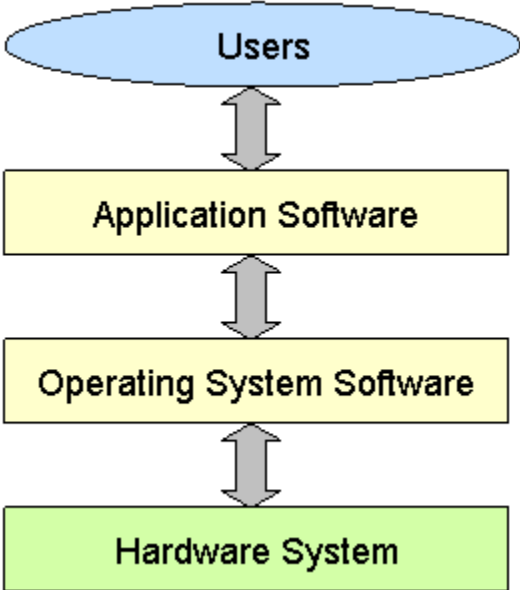 Users
Application Software
Operating System Software
Hardware System